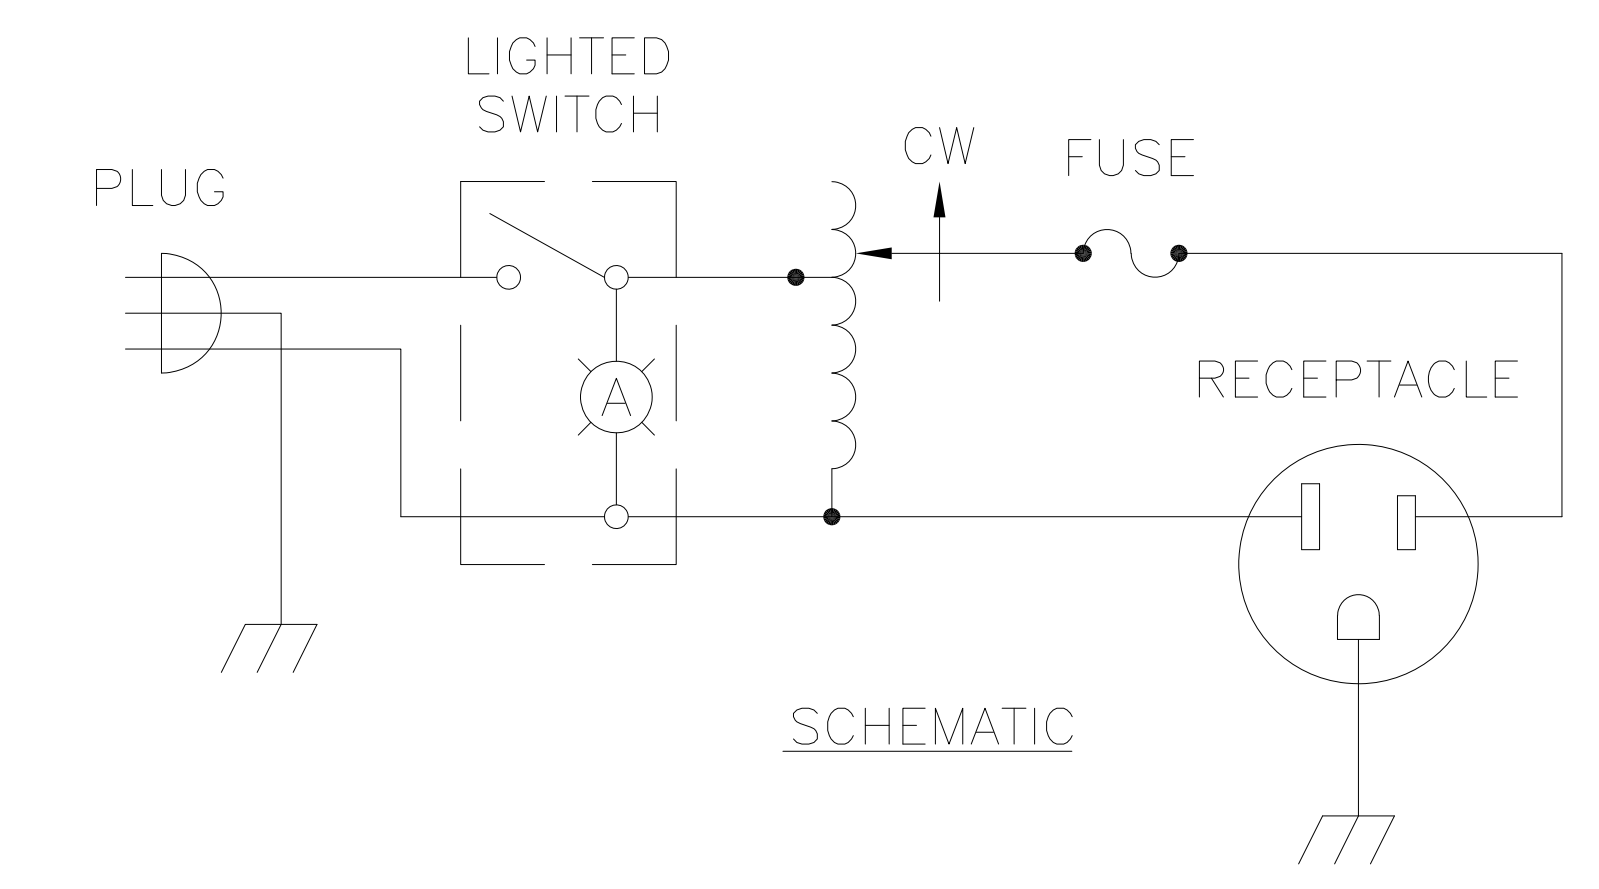 LIGHTED
SWITCH
PLUG
CW
FUSE
A
RECEPTACLE
SCHEMATIC